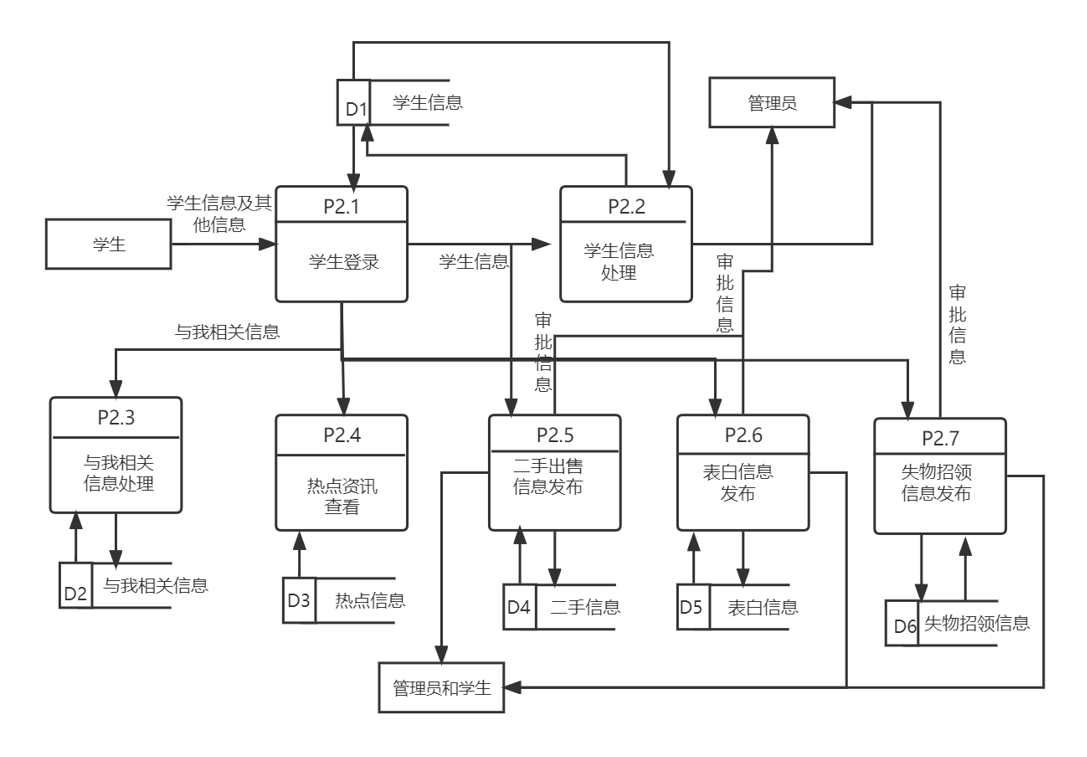 D1
学生信息
管理员
学生信息及其
他信息
学生
P2.1
学生登录
学生信息
P2.2
学生信息
处理
审
批
信
息
审
批
信
息
审
批
信
息
与我相关信息
P2.3
与我相关
信息处理
P2.4
热点资讯
查看
P2.5
二手出售
信息发布
P2.6
表白信息
发布
P2.7
失物招领
信息发布
D2
与我相关信息
D3
热点信息
D4
二手信息
D5
表白信息
D6
失物招领信息
管理员和学生